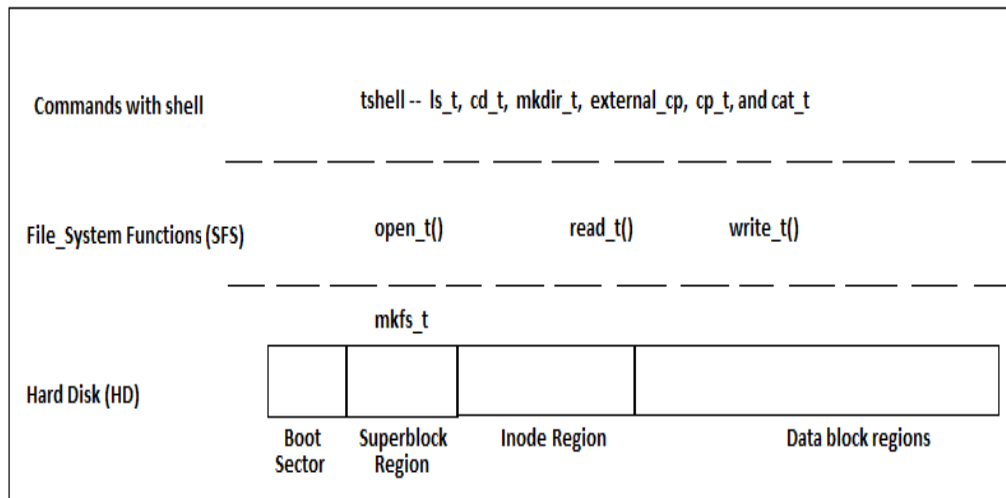 Commands with shell
tshell -- ls_t, cd_t, mkdir_t, external_cp, cp_t, and cat_t
File_System Functions (SFS)
open_t()
read_t()
write_t()
mkfs_t
Hard Disk (HD)
Boot
Sector
Superblock
Region
Inode Region
Data block regions